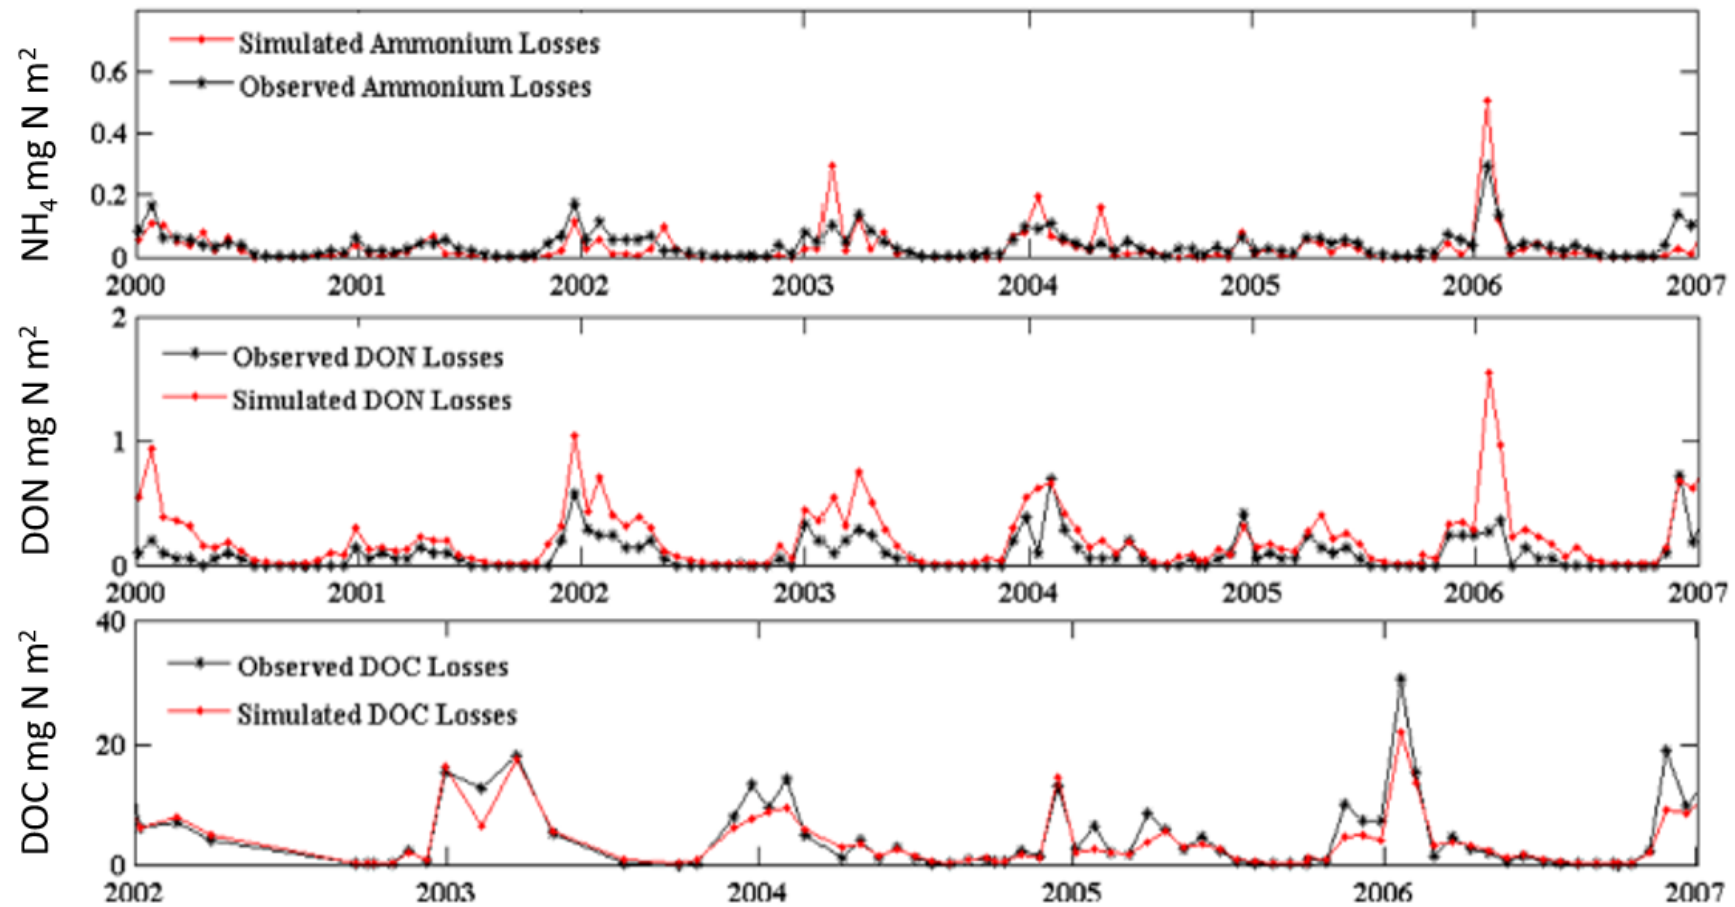 NH4 mg N m2
Simulated Ammonium Losses
Observed Ammonium Losses
0.6
0.4
0.2
0
2000 2001 2002 2003 2004 2005 2006 2007
DON mg N m2
2
Observed DON Losses
Simulated DON Losses
1
0
2000 2001 2002 2003 2004 2005 2006 2007
DOC mg N m2
40
Observed DOC Losses
Simulated DOC Losses
20
0
2002 2003 2004 2005 2006 2007